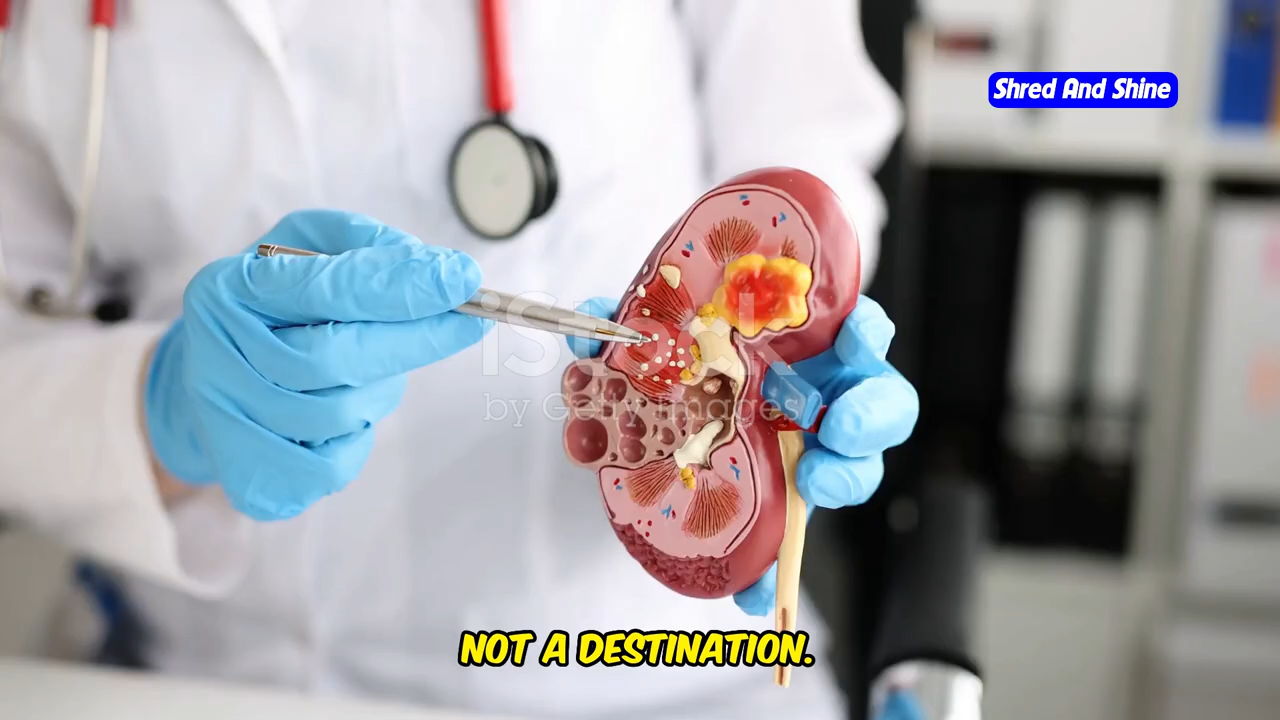 Shred And Shine
iStock
by Getty Images
NOT A DESTINATION.